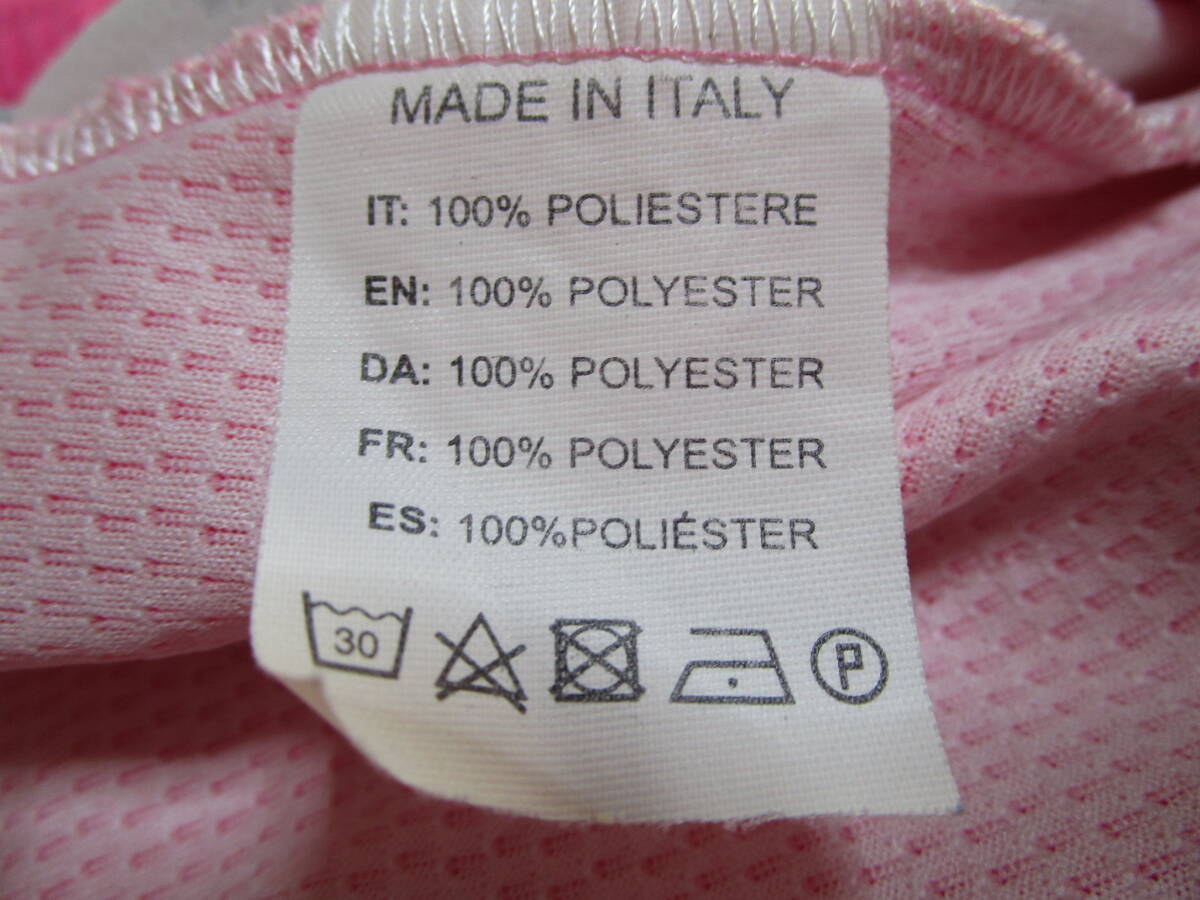 MADE IN ITALY
IT: 100% POLIESTERE
EN: 100% POLYESTER
DA: 100% POLYESTER
FR: 100% POLYESTER
ES: 100%POLIÉSTER
30 P